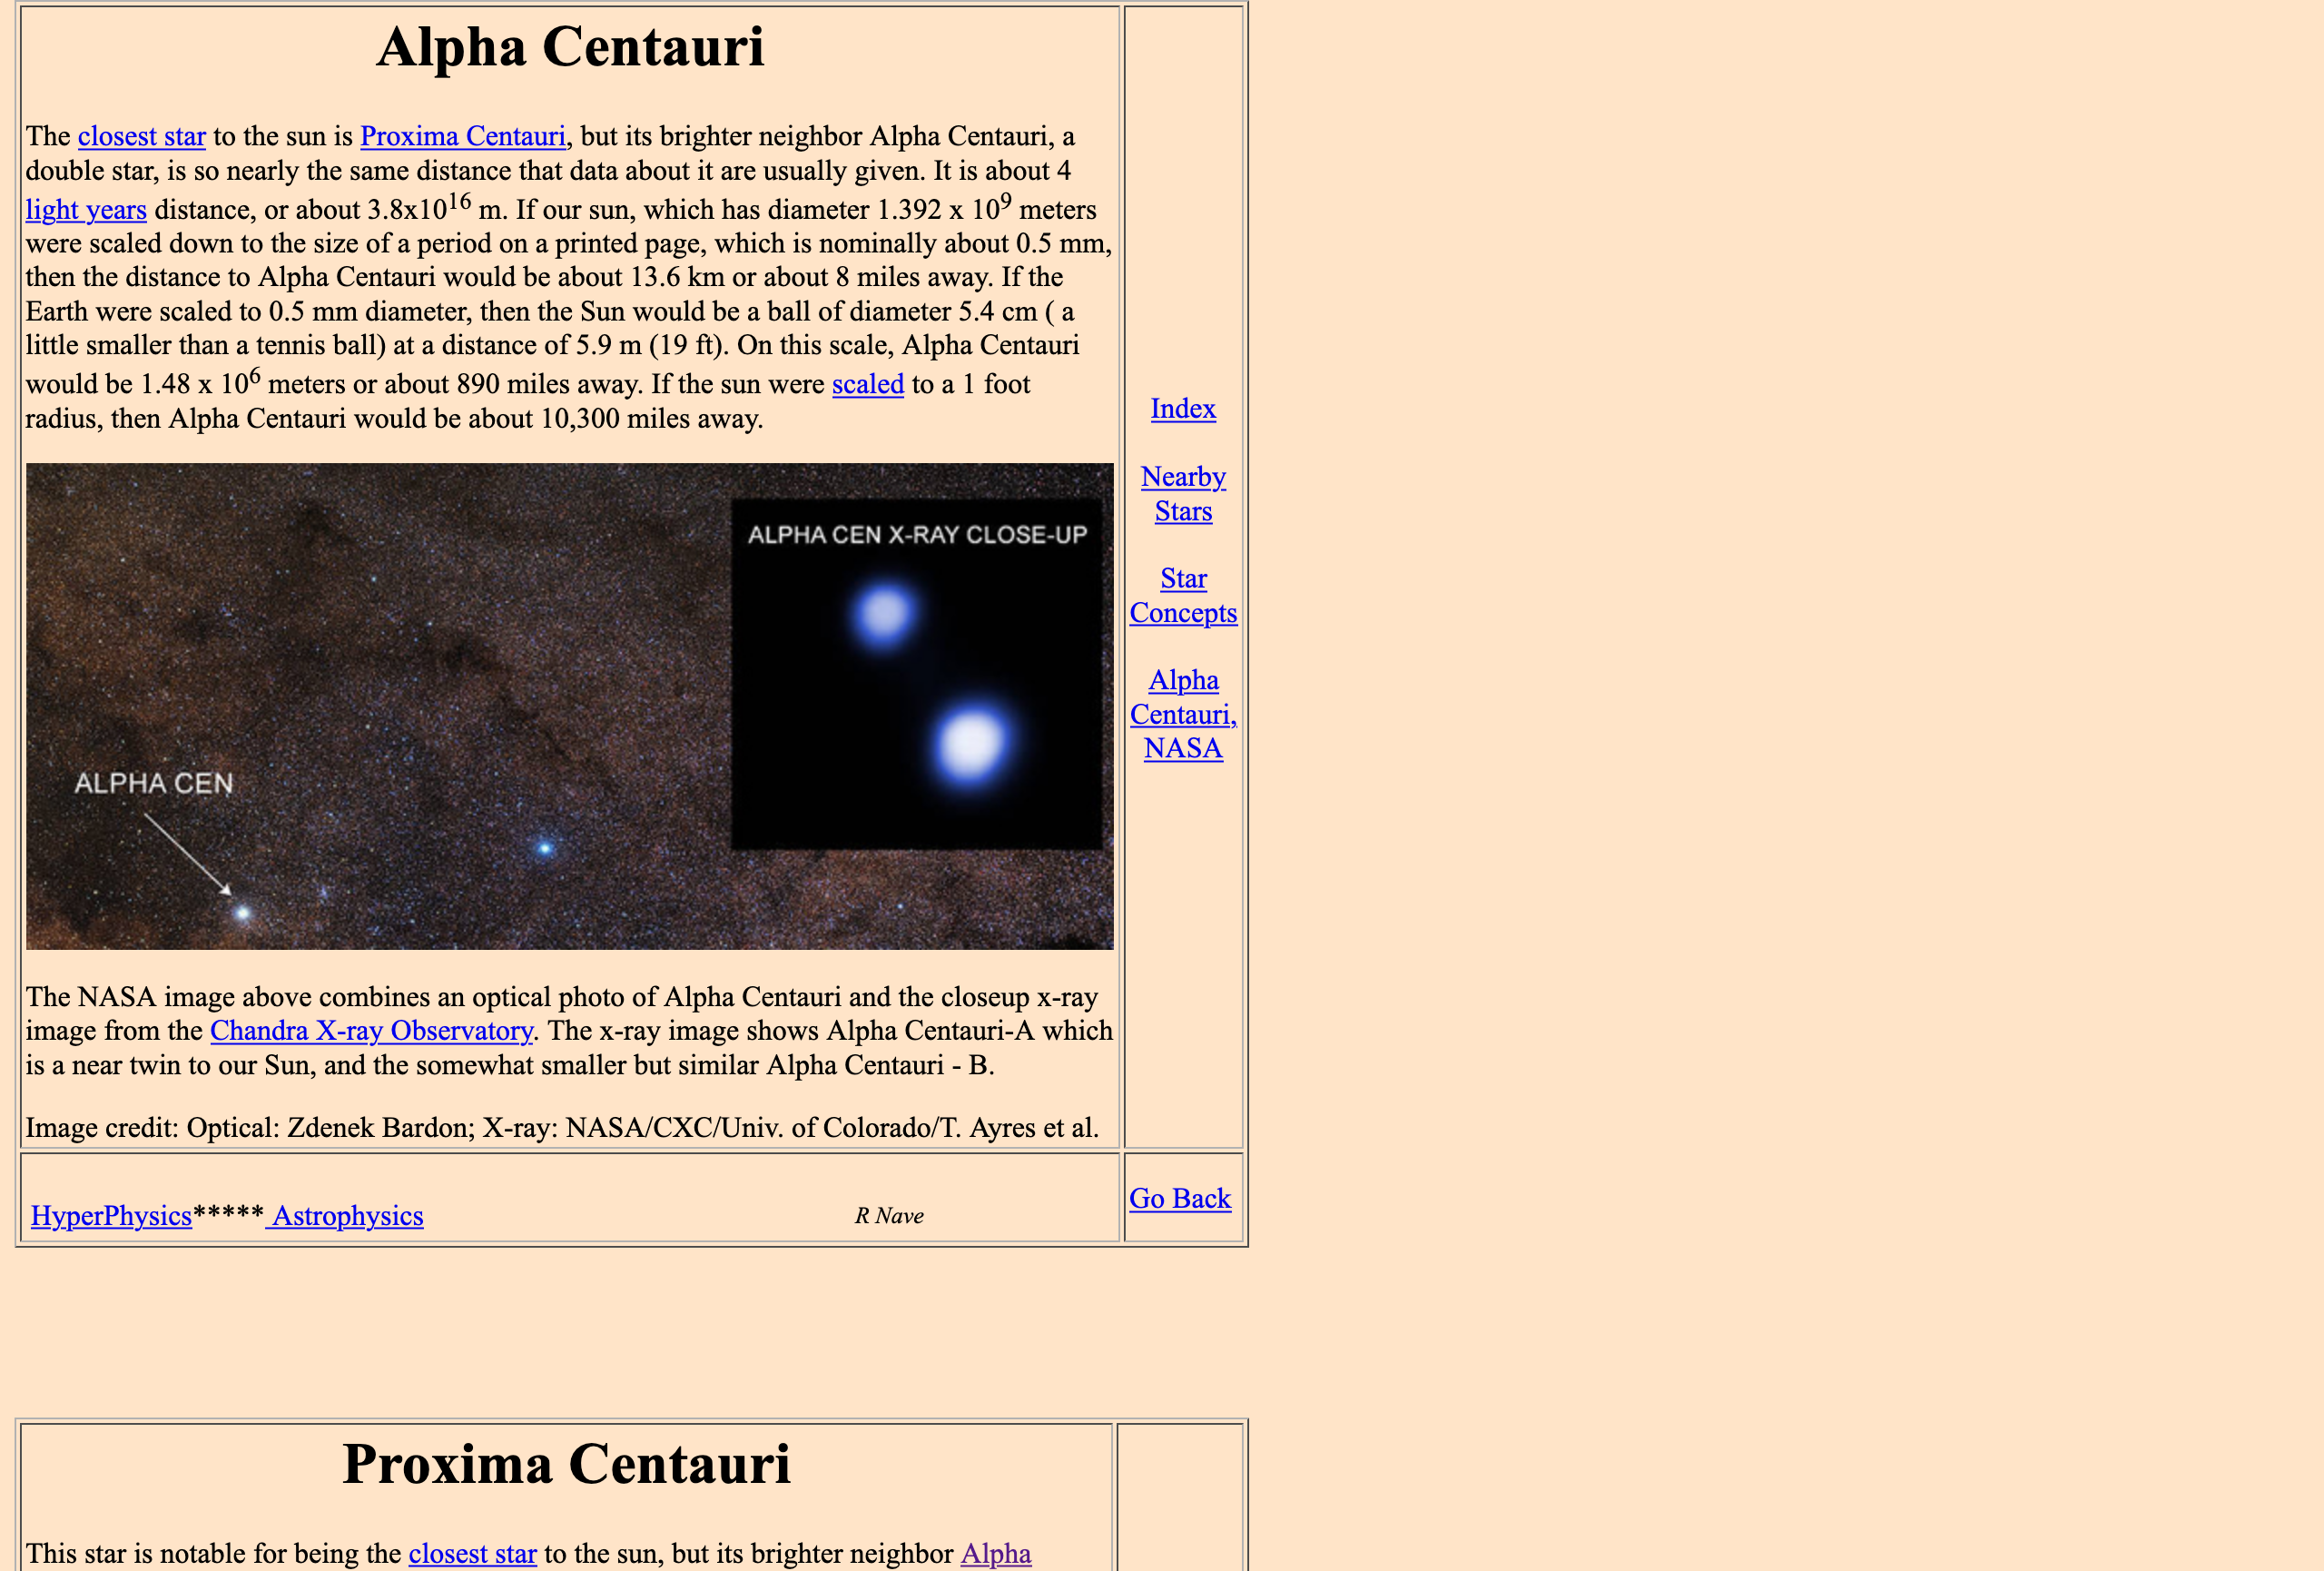 Alpha Centauri
The closest star to the sun is Proxima Centauri, but its brighter neighbor Alpha Centauri, a
double star, is so nearly the same distance that data about it are usually given. It is about 4
light years distance, or about 3.8x10¹⁶ m. If our sun, which has diameter 1.392 x 10⁹ meters
were scaled down to the size of a period on a printed page, which is nominally about 0.5 mm,
then the distance to Alpha Centauri would be about 13.6 km or about 8 miles away. If the
Earth were scaled to 0.5 mm diameter, then the Sun would be a ball of diameter 5.4 cm ( a
little smaller than a tennis ball) at a distance of 5.9 m (19 ft). On this scale, Alpha Centauri
would be 1.48 x 10⁶ meters or about 890 miles away. If the sun were scaled to a 1 foot
radius, then Alpha Centauri would be about 10,300 miles away.
ALPHA CEN X-RAY CLOSE-UP
ALPHA CEN
The NASA image above combines an optical photo of Alpha Centauri and the closeup x-ray
image from the Chandra X-ray Observatory. The x-ray image shows Alpha Centauri-A which
is a near twin to our Sun, and the somewhat smaller but similar Alpha Centauri - B.
Image credit: Optical: Zdenek Bardon; X-ray: NASA/CXC/Univ. of Colorado/T. Ayres et al.
Index
Nearby
Stars
Star
Concepts
Alpha
Centauri,
NASA
HyperPhysics***** Astrophysics R Nave
Go Back
Proxima Centauri
This star is notable for being the closest star to the sun, but its brighter neighbor Alpha